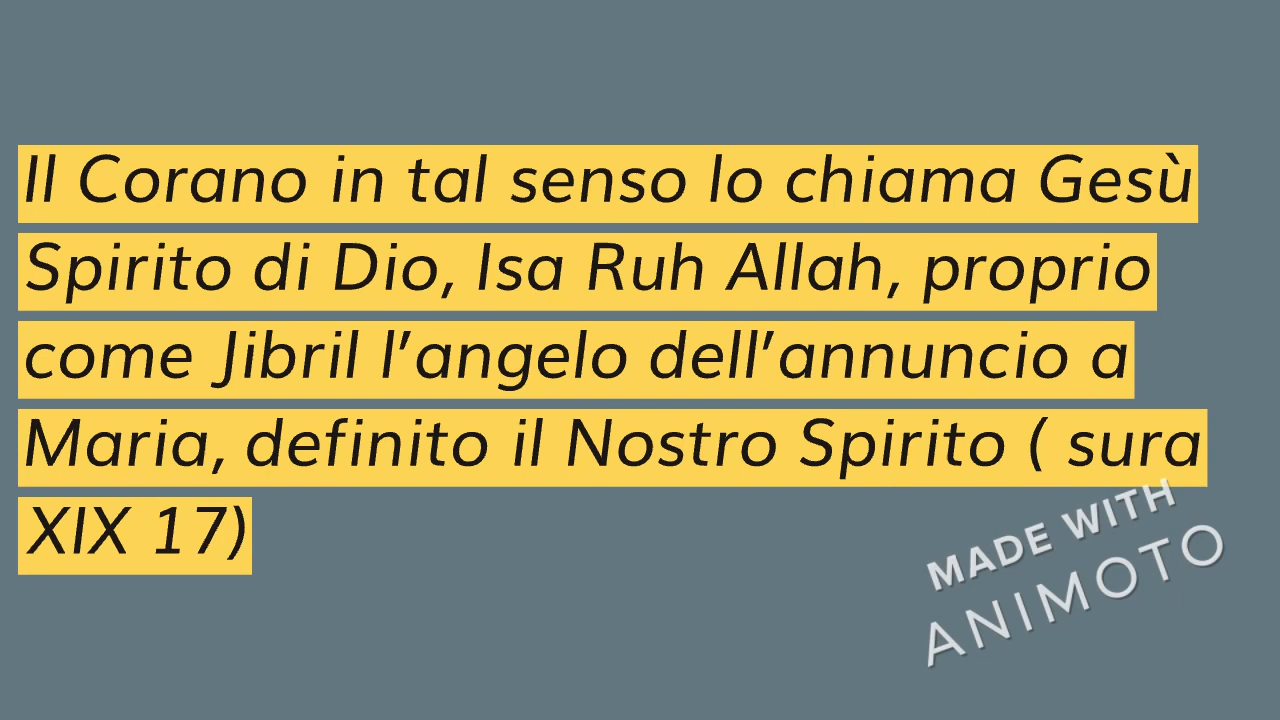 Il Corano in tal senso lo chiama Gesù
Spirito di Dio, Isa Ruh Allah, proprio
come Jibril l’angelo dell’annuncio a
Maria, definito il Nostro Spirito ( sura
XIX 17)
MADE WITH
ANIMOTO